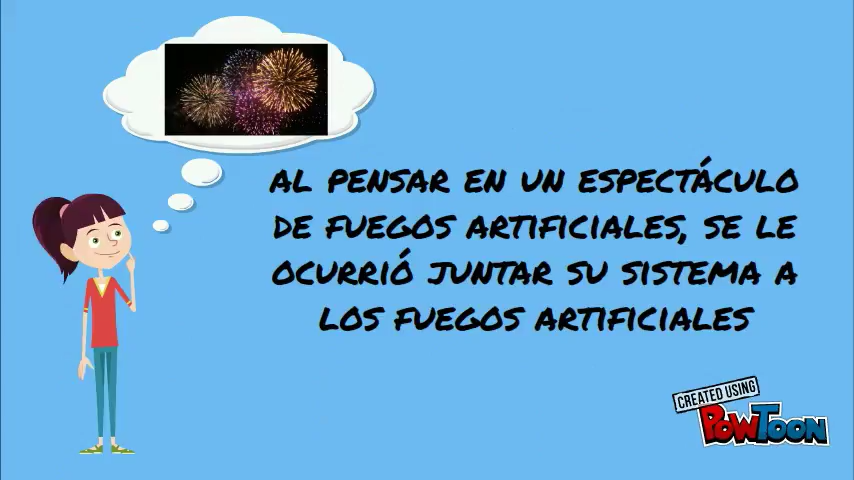 AL PENSAR EN UN ESPECTÁCULO
DE FUEGOS ARTIFICIALES, SE LE
OCURRIÓ JUNTAR SU SISTEMA A
LOS FUEGOS ARTIFICIALES
CREATED USING
POWTOON